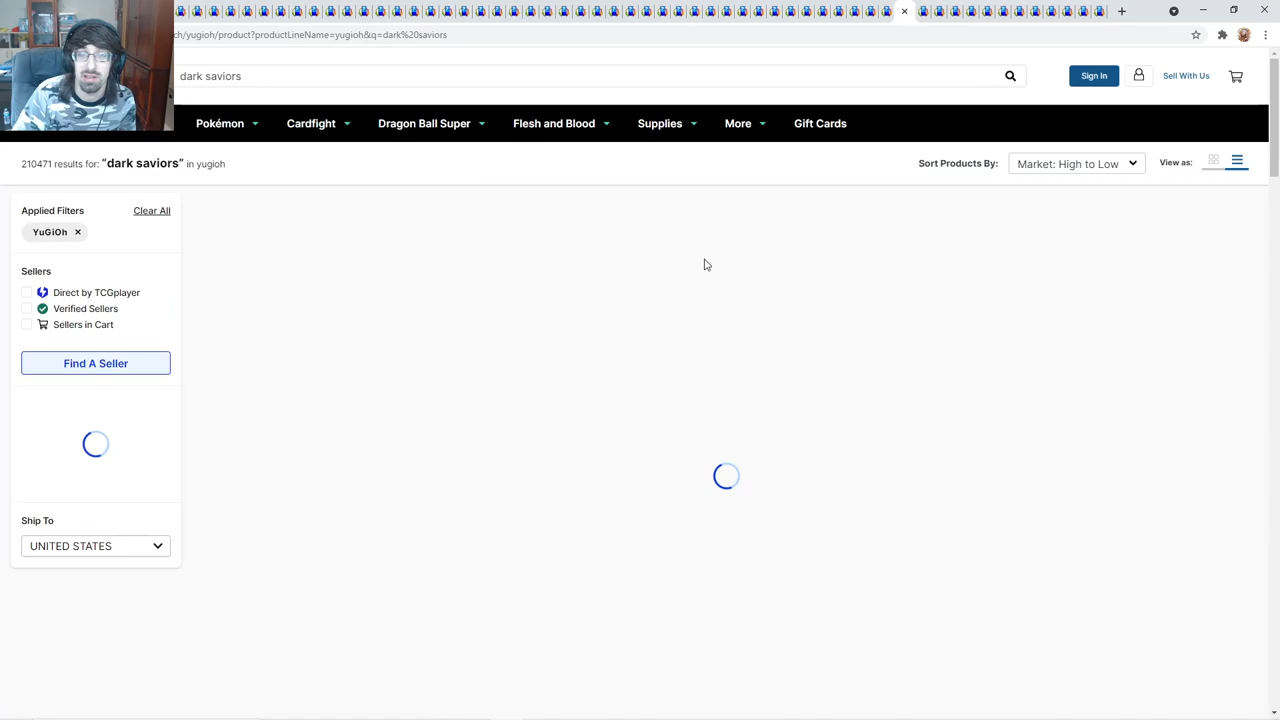 ch/yugioh/product?productLineName=yugioh&q=dark%20saviors
dark saviors
Sign In
Sell With Us
Pokémon
Cardfight
Dragon Ball Super
Flesh and Blood
Supplies
More
Gift Cards
210471 results for: “dark saviors” in yugioh
Sort Products By:
Market: High to Low
View as:
Applied Filters
Clear All
YuGiOh
Sellers
Direct by TCGplayer
Verified Sellers
Sellers in Cart
Find A Seller
Ship To
UNITED STATES